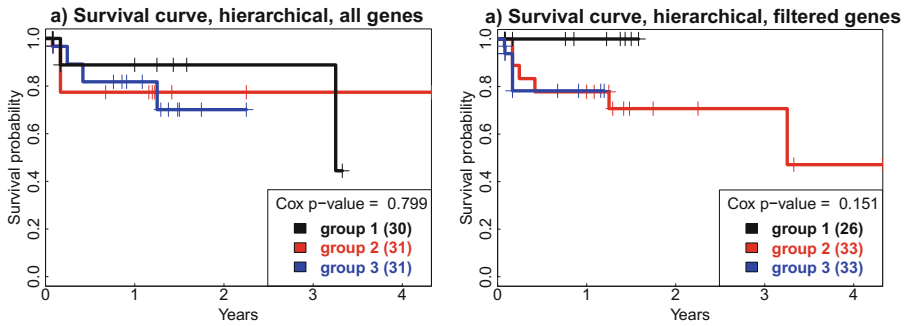 a) Survival curve, hierarchical, all genes
Survival probability
1.0
0.8
0.6
0.4
0.2
0.0
Cox p−value = 0.799
group 1 (30)
group 2 (31)
group 3 (31)
0 1 2 3 4
Years
a) Survival curve, hierarchical, filtered genes
Survival probability
1.0
0.8
0.6
0.4
0.2
0.0
Cox p−value = 0.151
group 1 (26)
group 2 (33)
group 3 (33)
0 1 2 3 4
Years